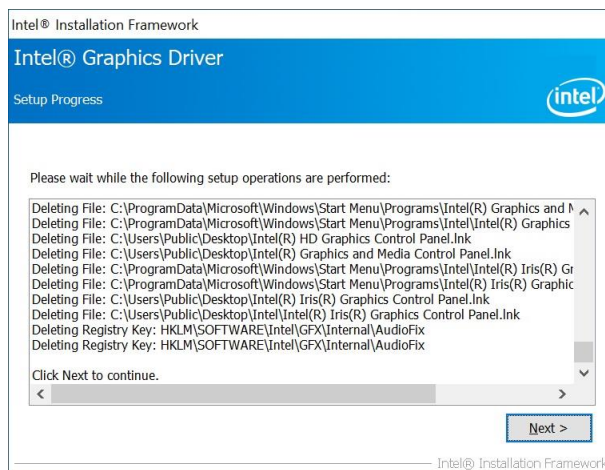 Intel® Installation Framework
Intel® Graphics Driver
Setup Progress
intel
Please wait while the following setup operations are performed:
Deleting File: C:\ProgramData\Microsoft\Windows\Start Menu\Programs\Intel(R) Graphics and
Deleting File: C:\ProgramData\Microsoft\Windows\Start Menu\Programs\Intel\Intel(R) Graphics
Deleting File: C:\Users\Public\Desktop\Intel(R) HD Graphics Control Panel.lnk
Deleting File: C:\Users\Public\Desktop\Intel(R) Graphics and Media Control Panel.lnk
Deleting File: C:\ProgramData\Microsoft\Windows\Start Menu\Programs\Intel\Intel(R) Iris(R) Gr
Deleting File: C:\ProgramData\Microsoft\Windows\Start Menu\Programs\Intel(R) Iris(R) Graphic
Deleting File: C:\Users\Public\Desktop\Intel(R) Iris(R) Graphics Control Panel.lnk
Deleting File: C:\Users\Public\Desktop\Intel\Intel(R) Iris(R) Graphics Control Panel.lnk
Deleting Registry Key: HKLM\SOFTWARE\Intel\GFX\Internal\AudioFix
Deleting Registry Key: HKLM\SOFTWARE\Intel\GFX\Internal\AudioFix
Click Next to continue.
Next >
Intel® Installation Framework